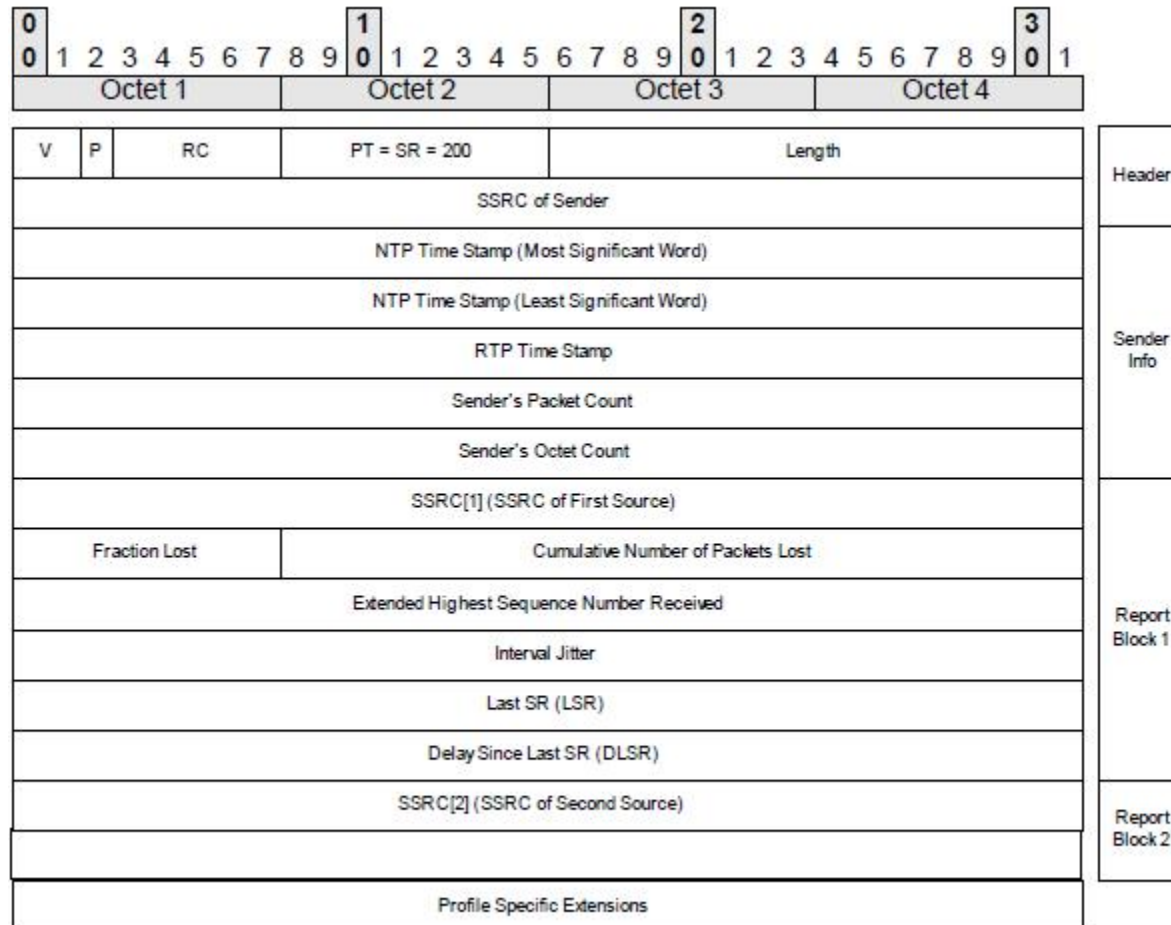 0 1 2 3
0 1 2 3 4 5 6 7 8 9 0 1 2 3 4 5 6 7 8 9 0 1 2 3 4 5 6 7 8 9 0 1
Octet 1 Octet 2 Octet 3 Octet 4
V P RC PT = SR = 200 Length
Header
SSRC of Sender
NTP Time Stamp (Most Significant Word)
NTP Time Stamp (Least Significant Word)
Sender
Info
RTP Time Stamp
Sender's Packet Count
Sender's Octet Count
SSRC[1] (SSRC of First Source)
Fraction Lost Cumulative Number of Packets Lost
Extended Highest Sequence Number Received
Report
Block 1
Interval Jitter
Last SR (LSR)
Delay Since Last SR (DLSR)
SSRC[2] (SSRC of Second Source)
Report
Block 2
Profile Specific Extensions